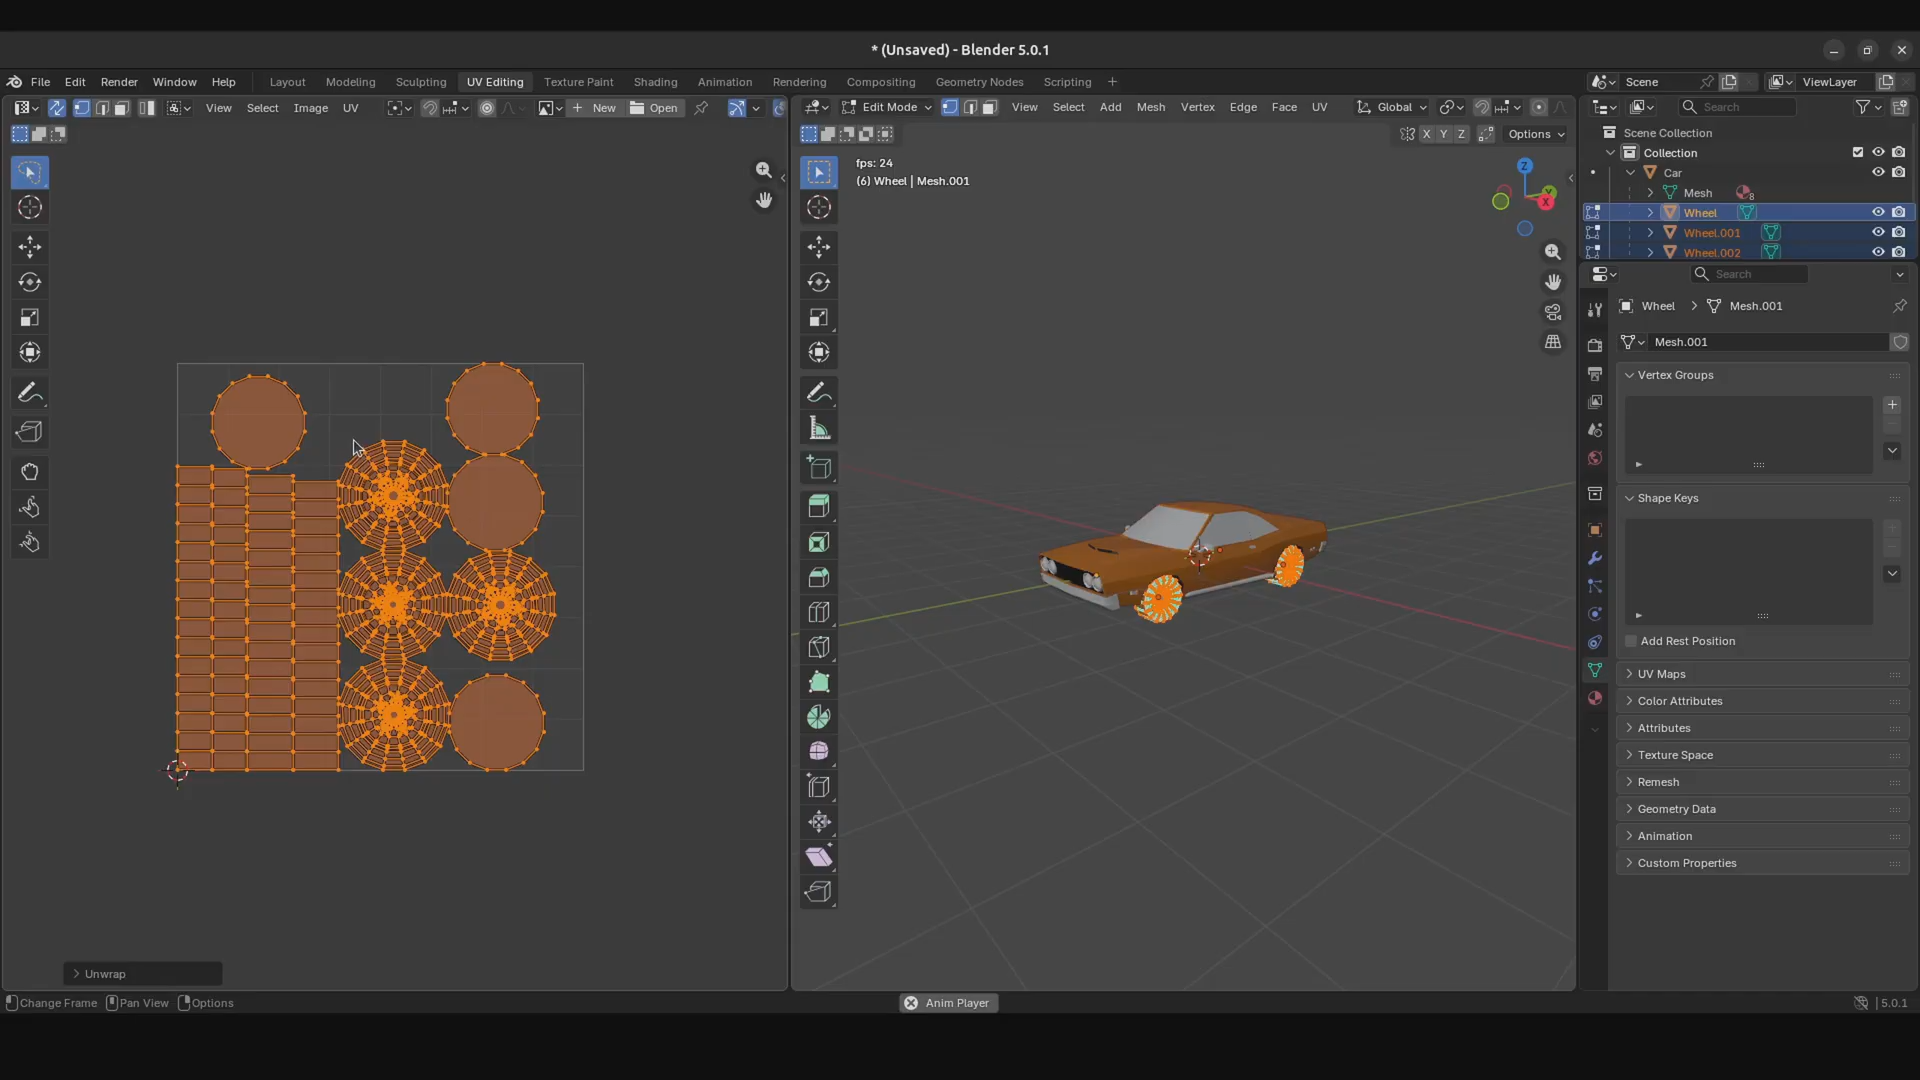 * (Unsaved) - Blender 5.0.1
File Edit Render Window Help Layout Modeling Sculpting UV Editing Texture Paint Shading Animation Rendering Compositing Geometry Nodes Scripting Scene ViewLayer
View Select Image UV New Open Edit Mode View Select Add Mesh Vertex Edge Face UV Global Search
X Y Z Options
Scene Collection
Collection
fps: 24
(6) Wheel | Mesh.001
Z
X
Car
Mesh 8
Wheel
Wheel.001
Wheel.002
Search
Wheel Mesh.001
Mesh.001
Vertex Groups
Shape Keys
Add Rest Position
UV Maps
Color Attributes
Attributes
Texture Space
Remesh
Geometry Data
Animation
Custom Properties
Unwrap
Change Frame Pan View Options Anim Player 5.0.1